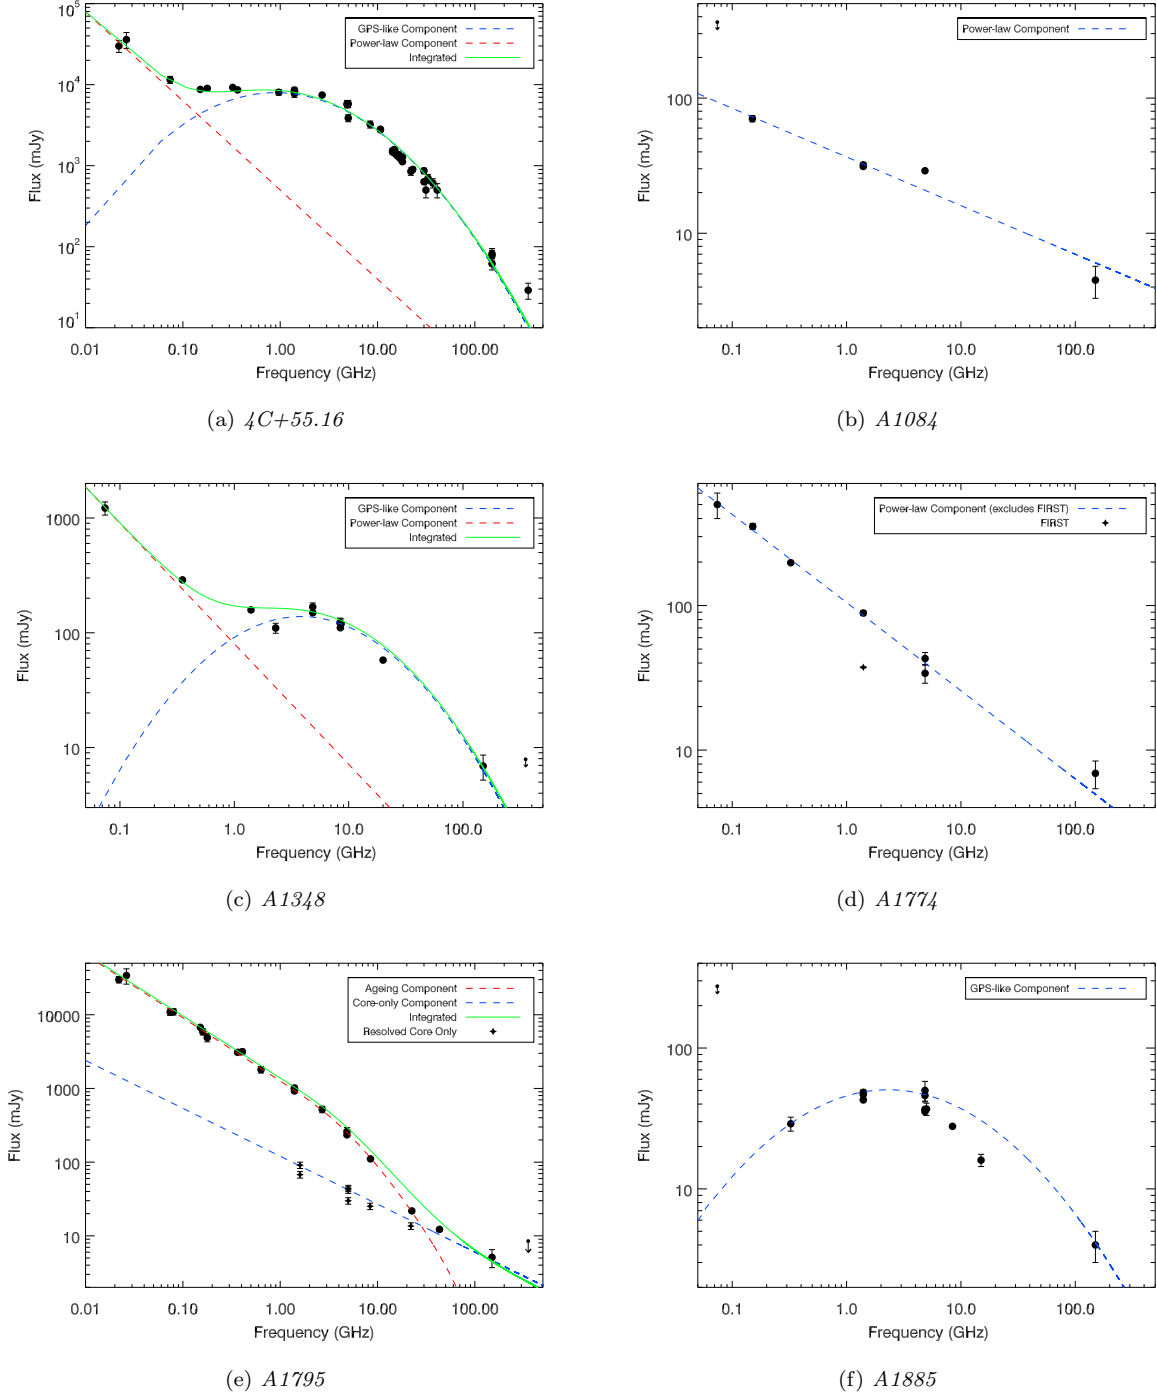 10^5
10^4
10^3
10^2
10^1
Flux (mJy)
0.01 0.10 1.00 10.00 100.00
Frequency (GHz)
GPS-like Component
Power-law Component
Integrated
(a) 4C+55.16
100
10
Flux (mJy)
0.1 1.0 10.0 100.0
Frequency (GHz)
Power-law Component
(b) A1084
1000
100
10
Flux (mJy)
0.1 1.0 10.0 100.0
Frequency (GHz)
GPS-like Component
Power-law Component
Integrated
(c) A1348
100
10
Flux (mJy)
0.1 1.0 10.0 100.0
Frequency (GHz)
Power-law Component (excludes FIRST)
FIRST
(d) A1774
10000
1000
100
10
Flux (mJy)
0.01 0.10 1.00 10.00 100.00
Frequency (GHz)
Ageing Component
Core-only Component
Integrated
Resolved Core Only
(e) A1795
100
10
Flux (mJy)
0.1 1.0 10.0 100.0
Frequency (GHz)
GPS-like Component
(f) A1885